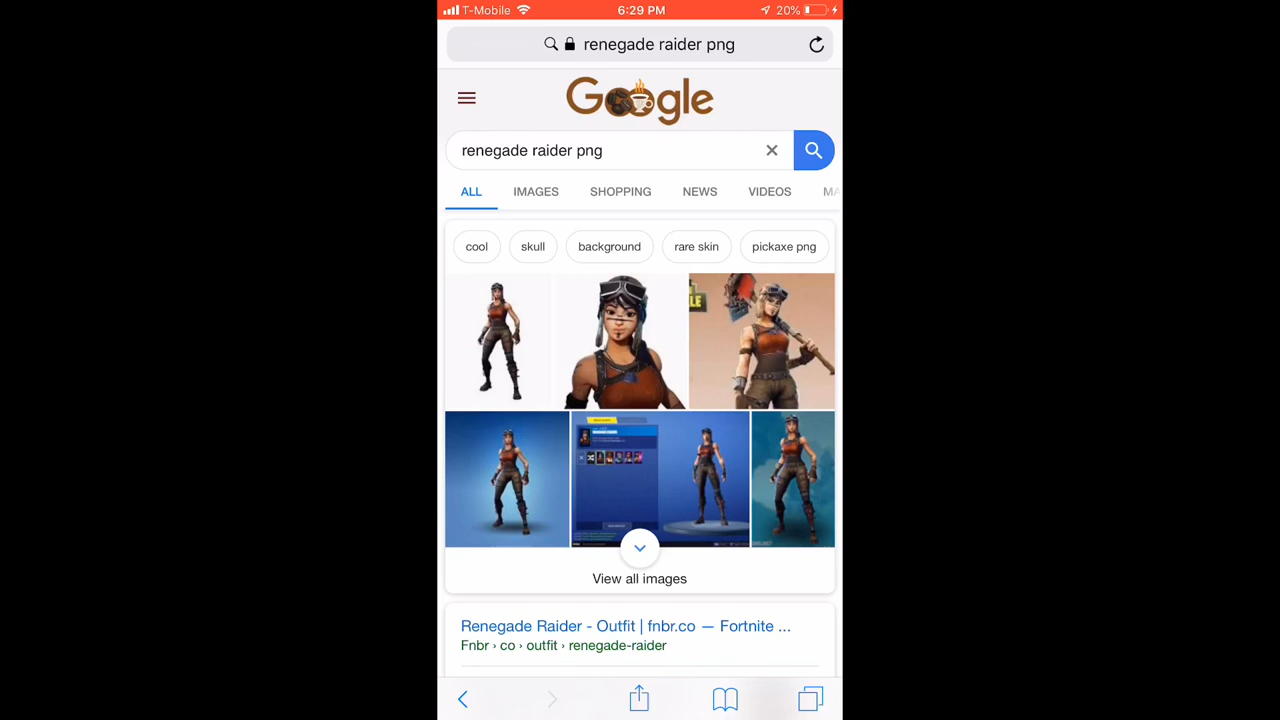 T-Mobile 6:29 PM 20%
renegade raider png
Google
renegade raider png
ALL IMAGES SHOPPING NEWS VIDEOS MA
cool skull background rare skin pickaxe png
View all images
Renegade Raider - Outfit | fnbr.co — Fortnite ...
Fnbr › co › outfit › renegade-raider